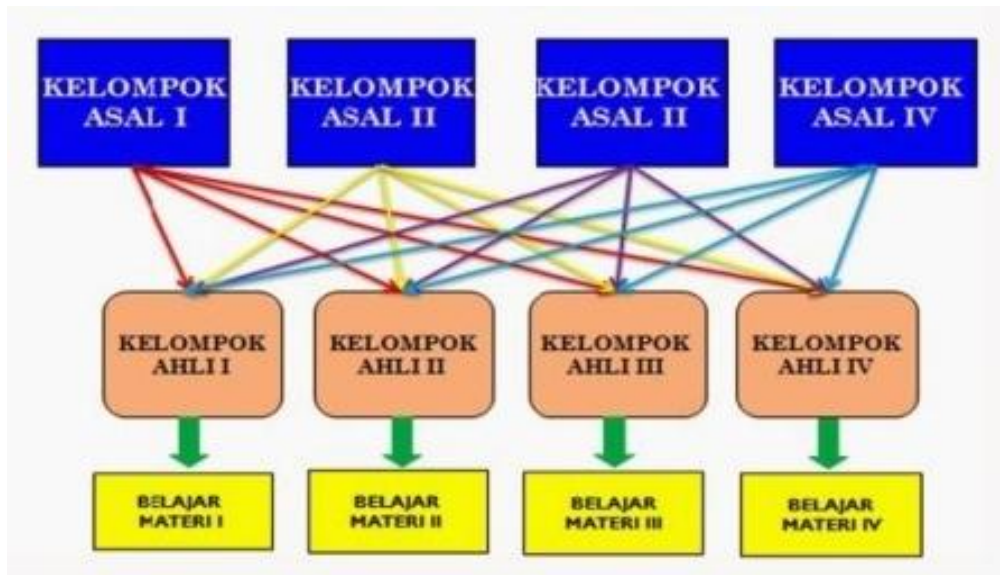 KELOMPOK
ASAL I
KELOMPOK
ASAL II
KELOMPOK
ASAL II
KELOMPOK
ASAL IV
KELOMPOK
AHLI I
KELOMPOK
AHLI II
KELOMPOK
AHLI III
KELOMPOK
AHLI IV
BELAJAR
MATERI I
BELAJAR
MATERI II
BELAJAR
MATERI III
BELAJAR
MATERI IV